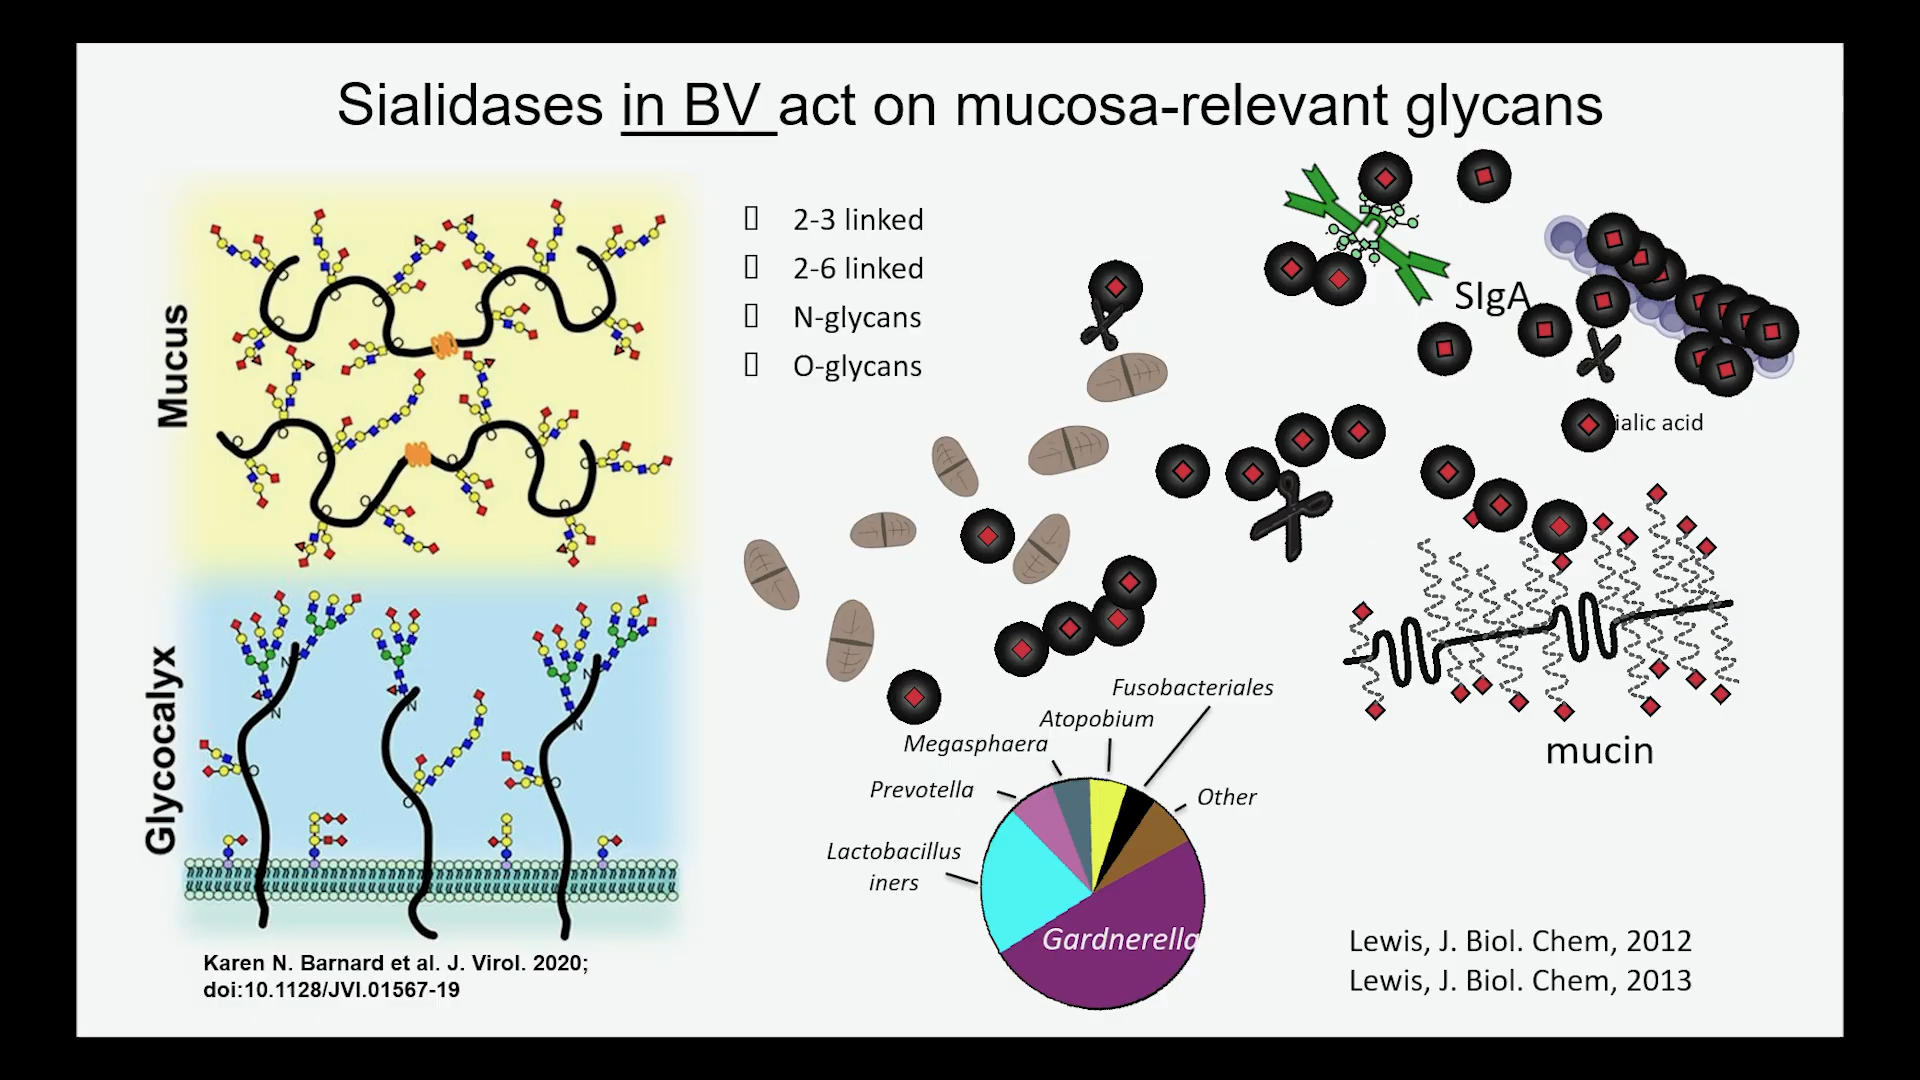 Sialidases in BV act on mucosa-relevant glycans
Mucus
Glycocalyx
2-3 linked
2-6 linked
N-glycans
O-glycans
SIgA
ialic acid
mucin
Fusobacteriales
Atopobium
Megasphaera
Prevotella
Other
Lactobacillus
iners
Gardnerella
N
N
N
N
N
Karen N. Barnard et al. J. Virol. 2020;
doi:10.1128/JVI.01567-19
Lewis, J. Biol. Chem, 2012
Lewis, J. Biol. Chem, 2013